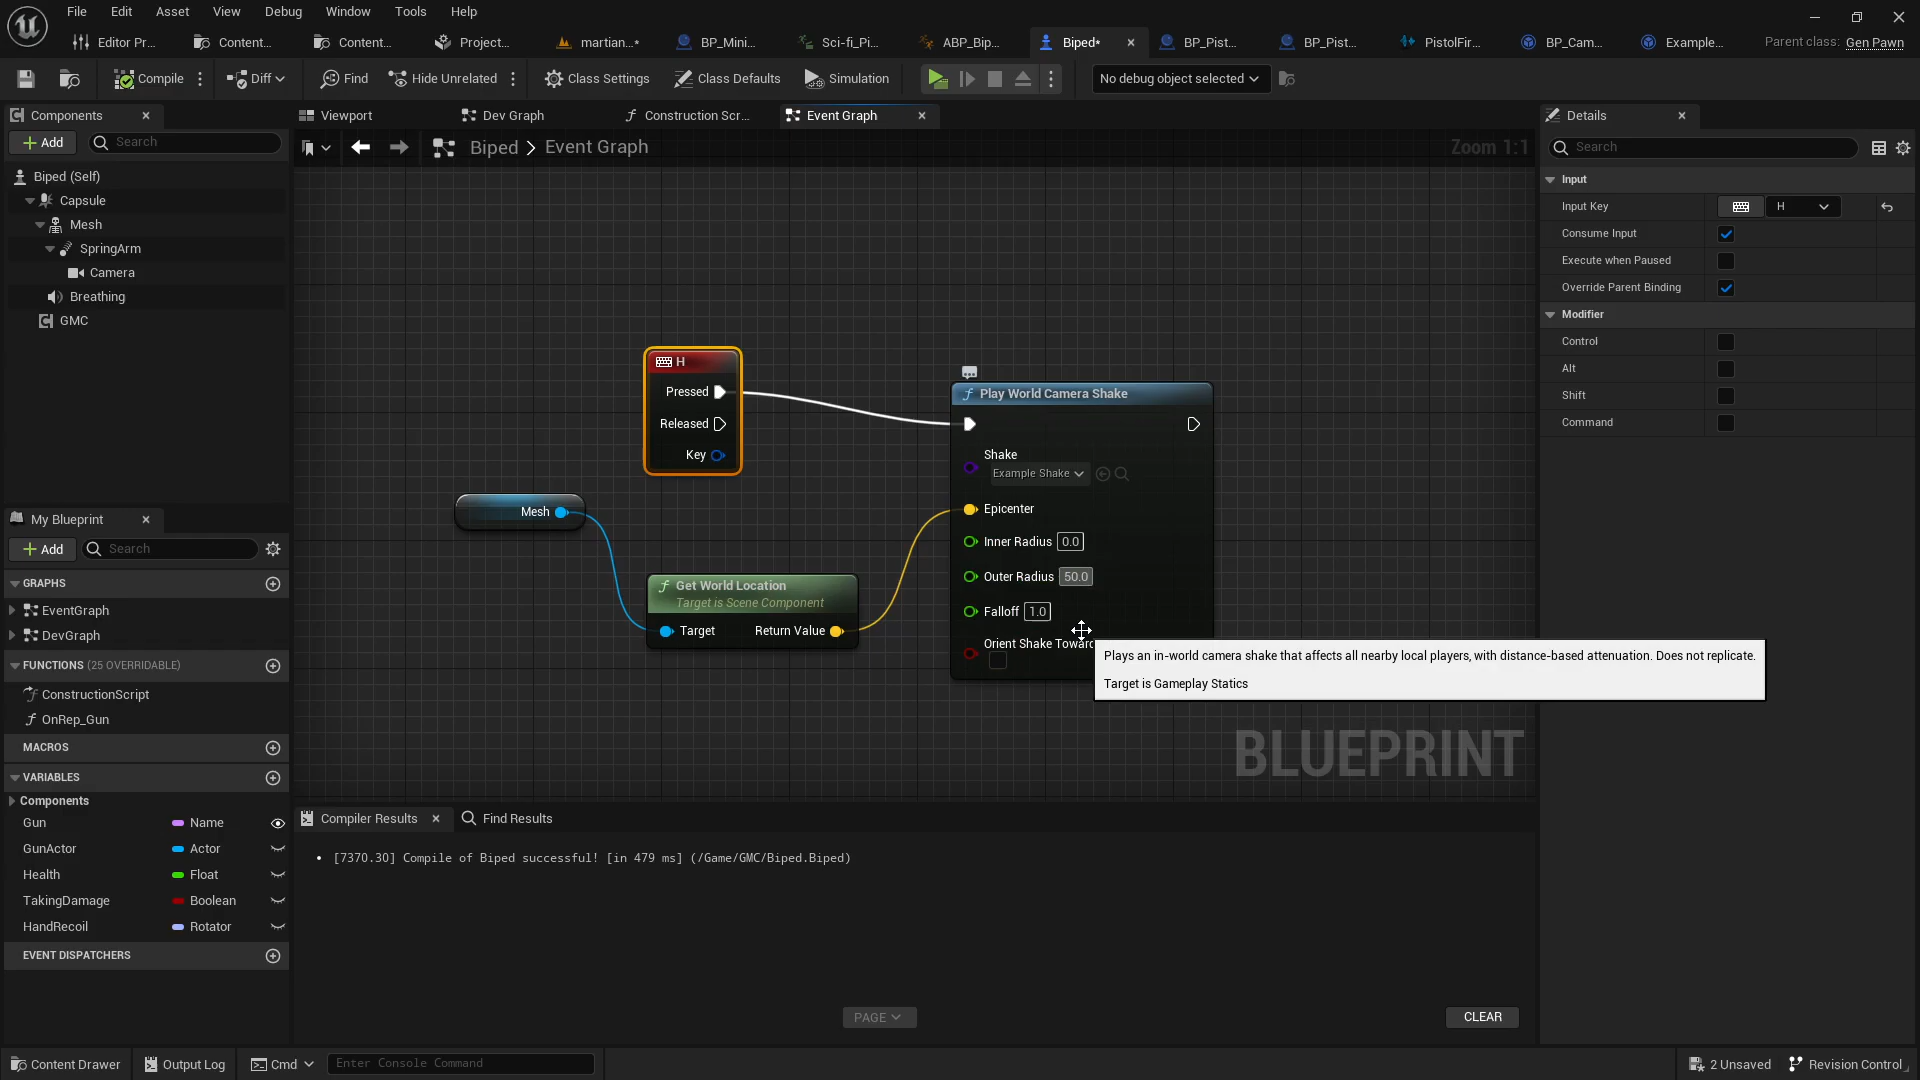 File Edit Asset View Debug Window Tools Help
Editor Pr... Content... Content... Project... martian...* BP_Mini... Sci-fi_Pi... ABP_Bip... Biped* BP_Pist... BP_Pist... PistolFir... BP_Cam... Example... Parent class: Gen Pawn
Compile Diff Find Hide Unrelated Class Settings Class Defaults Simulation No debug object selected
Components
Add Search
Biped (Self)
Capsule
Mesh
SpringArm
Camera
Breathing
GMC
My Blueprint
Add Search
GRAPHS
EventGraph
DevGraph
FUNCTIONS (25 OVERRIDABLE)
ConstructionScript
OnRep_Gun
MACROS
VARIABLES
Components
Gun Name
GunActor Actor
Health Float
TakingDamage Boolean
HandRecoil Rotator
EVENT DISPATCHERS
Viewport Dev Graph Construction Scr... Event Graph
Biped > Event Graph Zoom 1:1
H
Pressed
Released
Key
Mesh
Get World Location
Target is Scene Component
Target Return Value
Play World Camera Shake
Shake
Example Shake
Epicenter
Inner Radius 0.0
Outer Radius 50.0
Falloff 1.0
Orient Shake Towar
Plays an in-world camera shake that affects all nearby local players, with distance-based attenuation. Does not replicate.
Target is Gameplay Statics
BLUEPRINT
Compiler Results Find Results
[7370.30] Compile of Biped successful! [in 479 ms] (/Game/GMC/Biped.Biped)
PAGE CLEAR
Details
Search
Input
Input Key H
Consume Input
Execute when Paused
Override Parent Binding
Modifier
Control
Alt
Shift
Command
Content Drawer Output Log Cmd Enter Console Command 2 Unsaved Revision Control